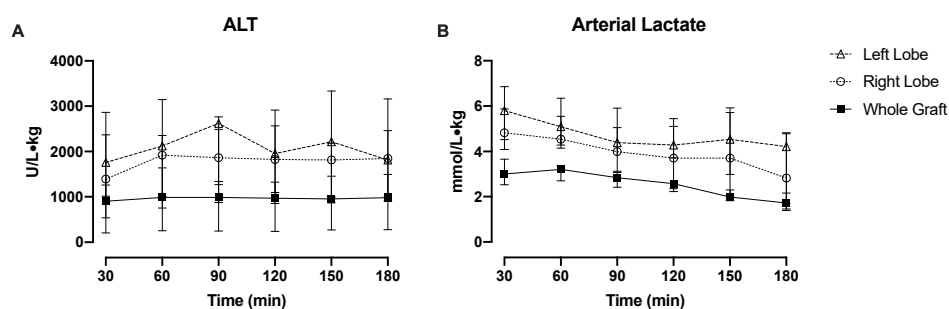 A
ALT
U/L•kg
4000
3000
2000
1000
0
30 60 90 120 150 180
Time (min)
B
Arterial Lactate
mmol/L•kg
8
6
4
2
0
30 60 90 120 150 180
Time (min)
Left Lobe
Right Lobe
Whole Graft